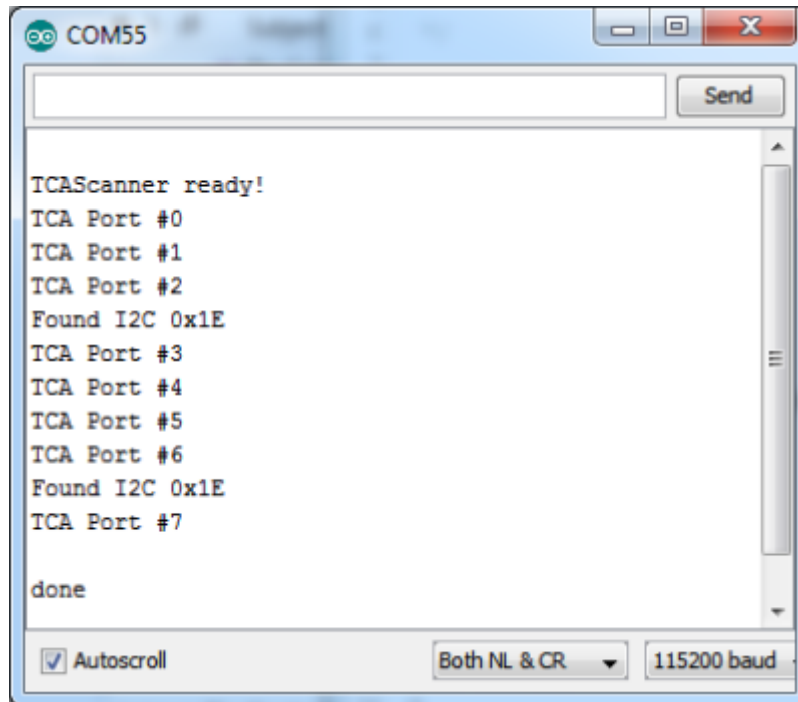 COM55
Send
TCAScanner ready!
TCA Port #0
TCA Port #1
TCA Port #2
Found I2C 0x1E
TCA Port #3
TCA Port #4
TCA Port #5
TCA Port #6
Found I2C 0x1E
TCA Port #7
done
Autoscroll
Both NL & CR
115200 baud